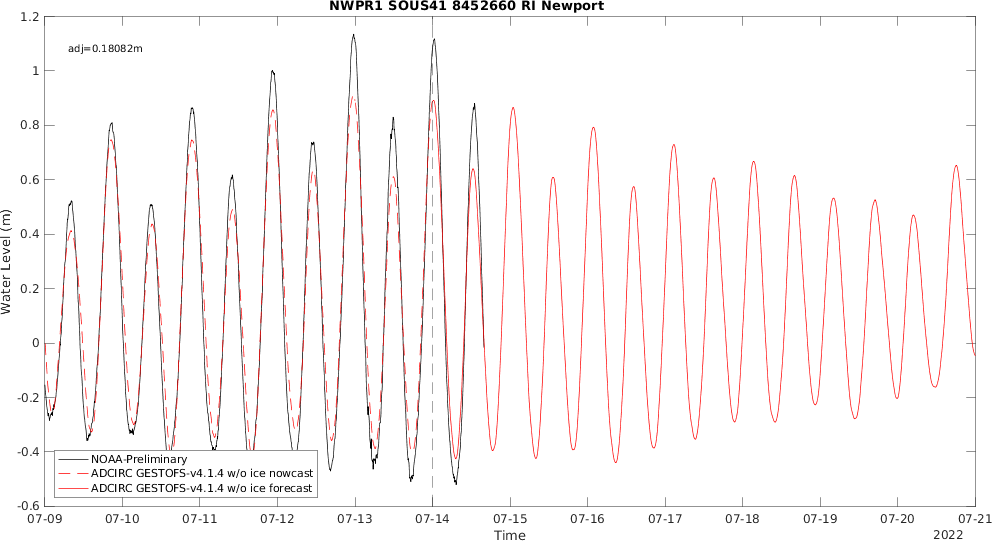 NWPR1 SOUS41 8452660 RI Newport
adj=0.18082m
Water Level (m)
1.2
1
0.8
0.6
0.4
0.2
0
-0.2
-0.4
-0.6
NOAA-Preliminary
ADCIRC GESTOFS-v4.1.4 w/o ice nowcast
ADCIRC GESTOFS-v4.1.4 w/o ice forecast
07-09 07-10 07-11 07-12 07-13 07-14 07-15 07-16 07-17 07-18 07-19 07-20 07-21
Time
2022